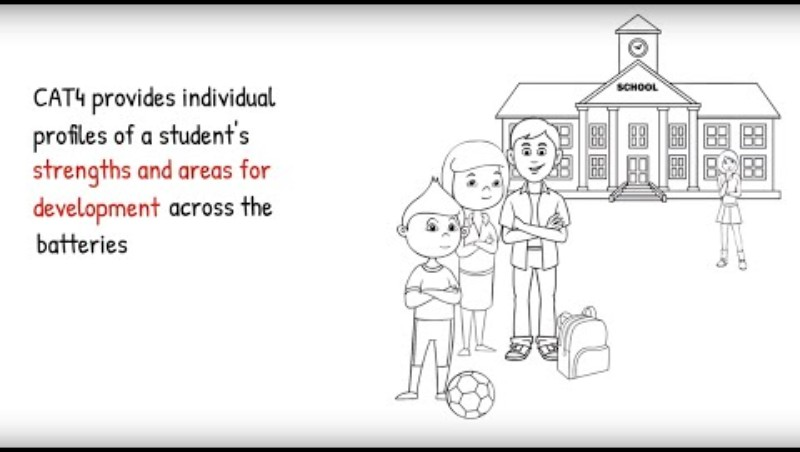 CAT4 provides individual
profiles of a student's
strengths and areas for
development across the
batteries
SCHOOL